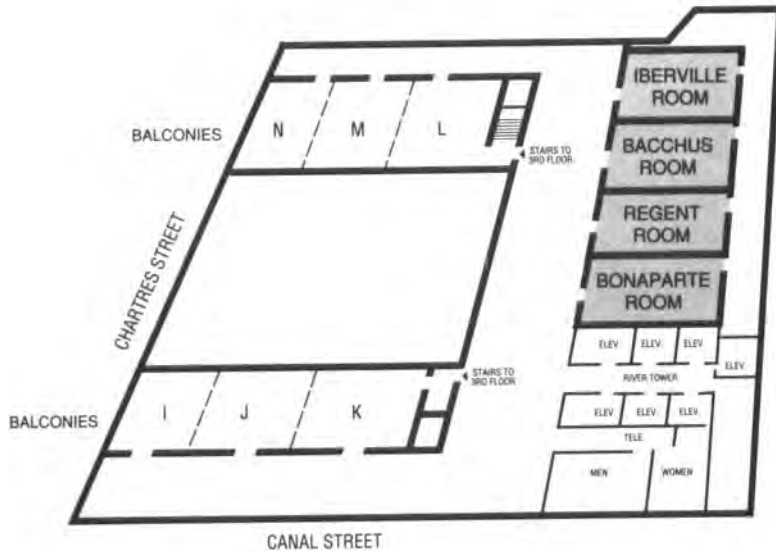 IBERVILLE
ROOM
BALCONIES
N
M
L
STAIRS TO
3RD FLOOR
BACCHUS
ROOM
REGENT
ROOM
CHARTRES STREET
BONAPARTE
ROOM
ELEV.
ELEV.
ELEV.
ELEV.
STAIRS TO
3RD FLOOR
RIVER TOWER
BALCONIES
I
J
K
ELEV.
ELEV.
ELEV.
TELE.
MEN
WOMEN
CANAL STREET